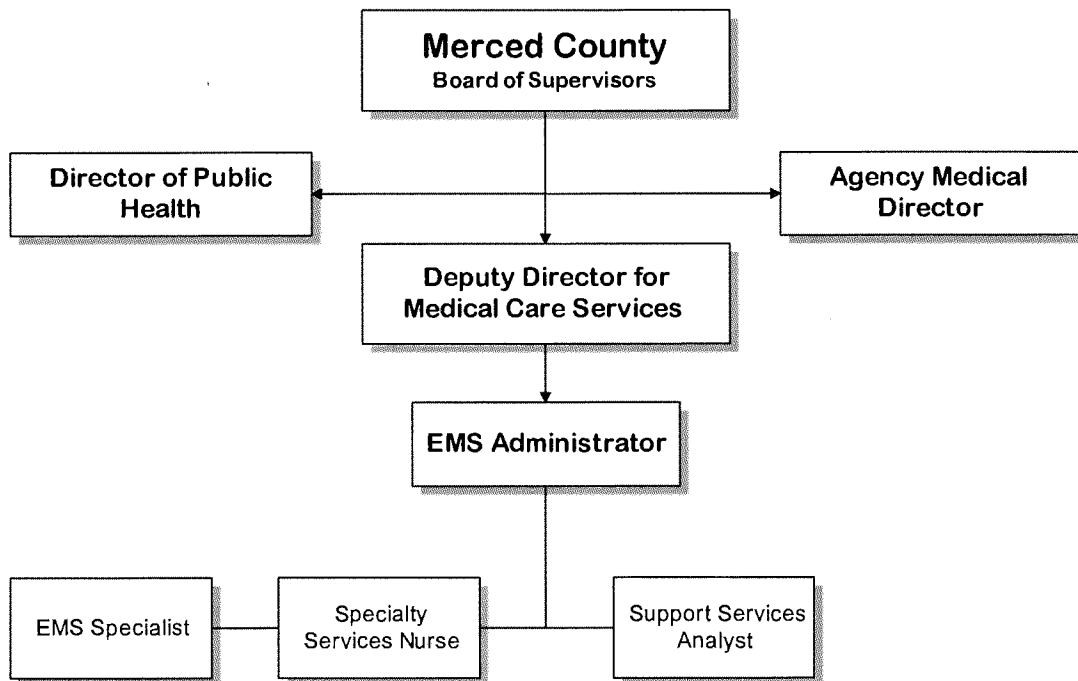 Merced County
Board of Supervisors
Director of Public
Health
Agency Medical
Director
Deputy Director for
Medical Care Services
EMS Administrator
EMS Specialist
Specialty
Services Nurse
Support Services
Analyst